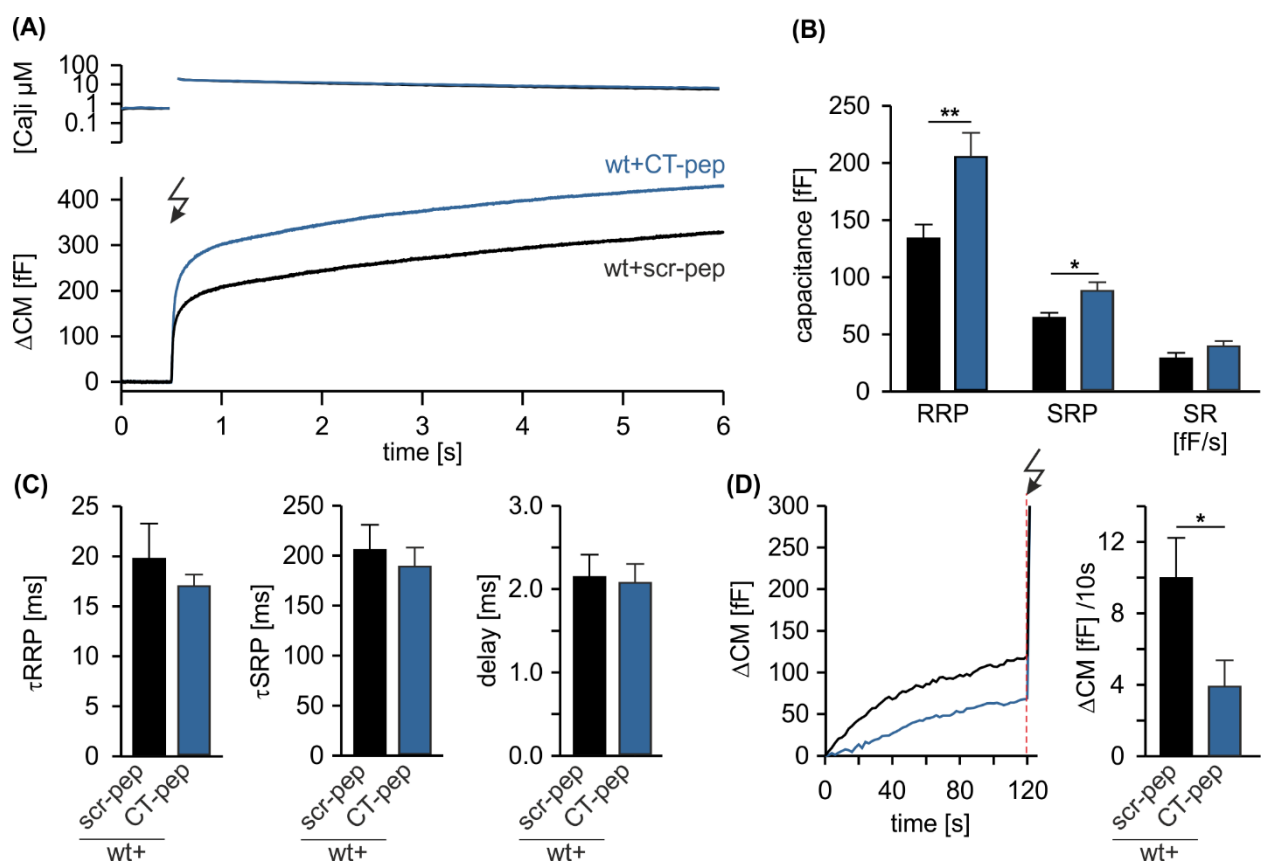 (A)
[Ca]i µM
100
10
1
0.1
wt+CT-pep
wt+scr-pep
ΔCM [fF]
400
300
200
100
0
0 1 2 3 4 5 6
time [s]
(B)
capacitance [fF]
250
200
150
100
50
0
**
*
RRP SRP SR
[fF/s]
(C)
τRRP [ms]
25
20
15
10
5
0
scr-pep
CT-pep
wt+
τSRP [ms]
250
200
150
100
50
0
scr-pep
CT-pep
wt+
delay [ms]
3.0
2.0
1.0
0.0
scr-pep
CT-pep
wt+
(D)
ΔCM [fF]
300
250
200
150
100
50
0
0 40 80 120
time [s]
ΔCM [fF] /10s
12
8
4
0
*
scr-pep
CT-pep
wt+